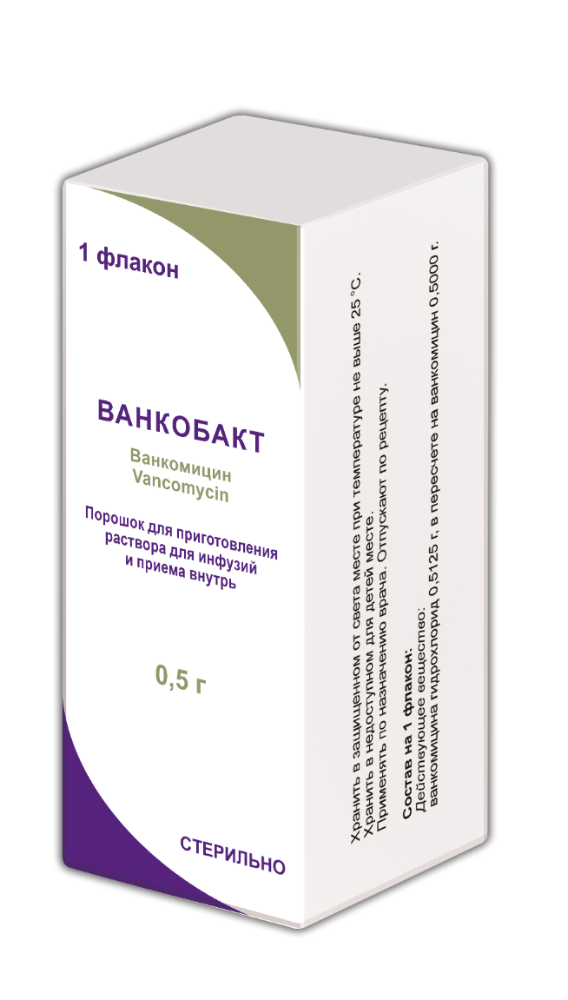 1 флакон
ВАНКОБАКТ
Ванкомицин
Vancomycin
Порошок для приготовления
раствора для инфузий
и приема внутрь
0,5 г
СТЕРИЛЬНО
Хранить в защищенном от света месте при температуре не выше 25 °С.
Хранить в недоступном для детей месте.
Применять по назначению врача. Отпускают по рецепту.
Состав на 1 флакон:
Действующее вещество:
ванкомицина гидрохлорид 0,5125 г, в пересчете на ванкомицин 0,5000 г.